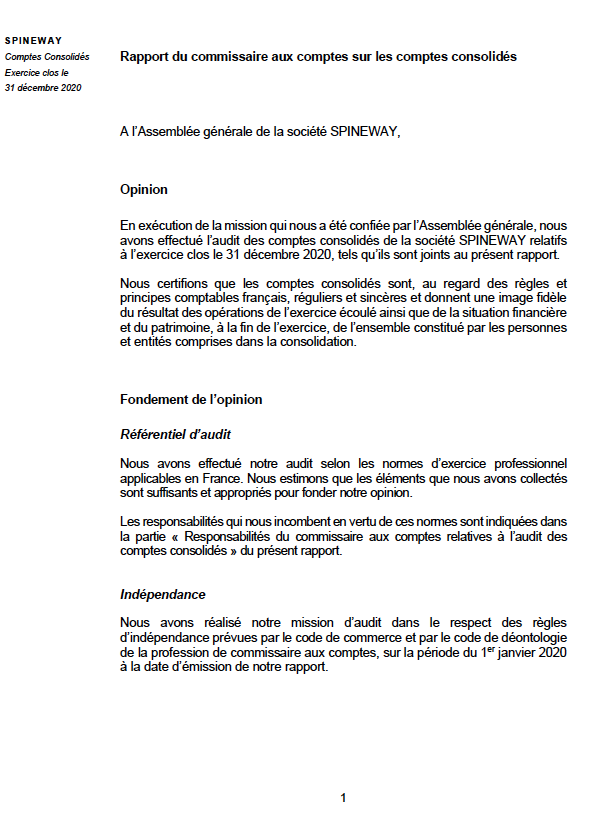 SPINEWAY
Comptes Consolidés
Exercice clos le
31 décembre 2020
Rapport du commissaire aux comptes sur les comptes consolidés
A l’Assemblée générale de la société SPINEWAY,
Opinion
En exécution de la mission qui nous a été confiée par l’Assemblée générale, nous
avons effectué l’audit des comptes consolidés de la société SPINEWAY relatifs
à l’exercice clos le 31 décembre 2020, tels qu’ils sont joints au présent rapport.
Nous certifions que les comptes consolidés sont, au regard des règles et
principes comptables français, réguliers et sincères et donnent une image fidèle
du résultat des opérations de l’exercice écoulé ainsi que de la situation financière
et du patrimoine, à la fin de l’exercice, de l’ensemble constitué par les personnes
et entités comprises dans la consolidation.
Fondement de l’opinion
Référentiel d’audit
Nous avons effectué notre audit selon les normes d’exercice professionnel
applicables en France. Nous estimons que les éléments que nous avons collectés
sont suffisants et appropriés pour fonder notre opinion.
Les responsabilités qui nous incombent en vertu de ces normes sont indiquées dans
la partie « Responsabilités du commissaire aux comptes relatives à l’audit des
comptes consolidés » du présent rapport.
Indépendance
Nous avons réalisé notre mission d’audit dans le respect des règles
d’indépendance prévues par le code de commerce et par le code de déontologie
de la profession de commissaire aux comptes, sur la période du 1er janvier 2020
à la date d’émission de notre rapport.
1